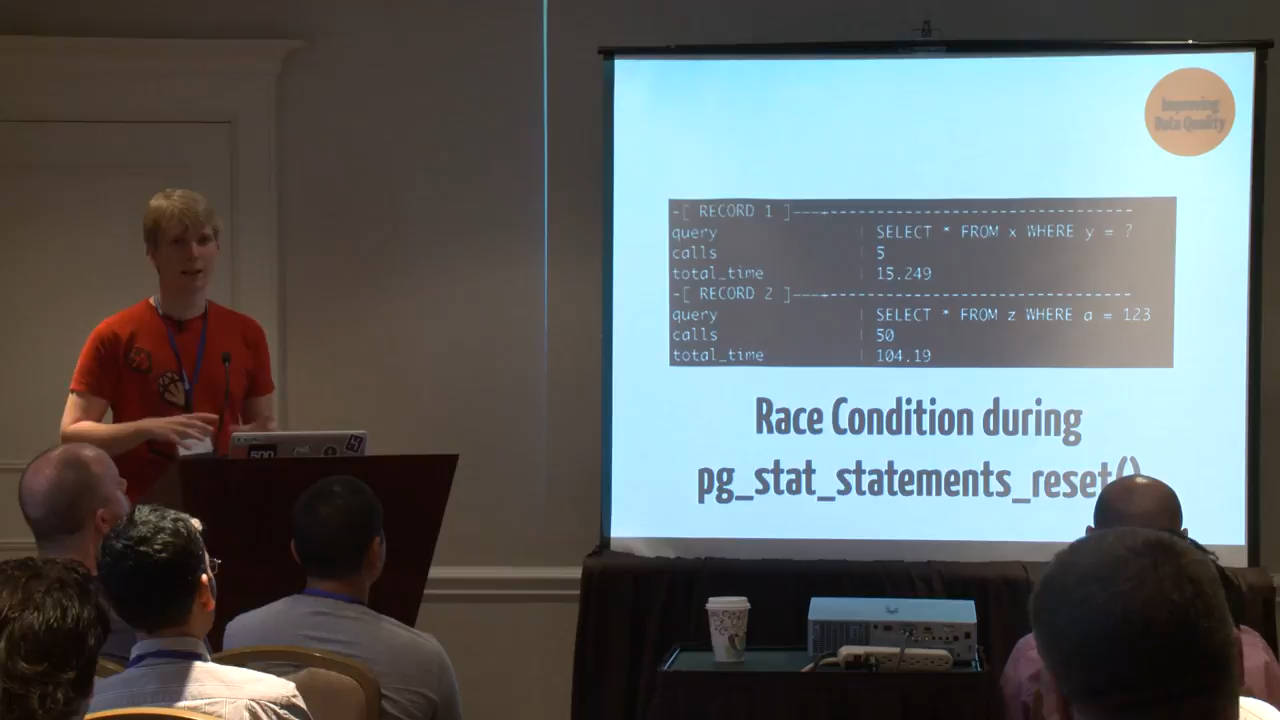 Improving
Data Quality
-[ RECORD 1 ]---+------------------------------
query | SELECT * FROM x WHERE y = ?
calls | 5
total_time | 15.249
-[ RECORD 2 ]---+------------------------------
query | SELECT * FROM z WHERE a = 123
calls | 50
total_time | 104.19
Race Condition during
pg_stat_statements_reset()
500